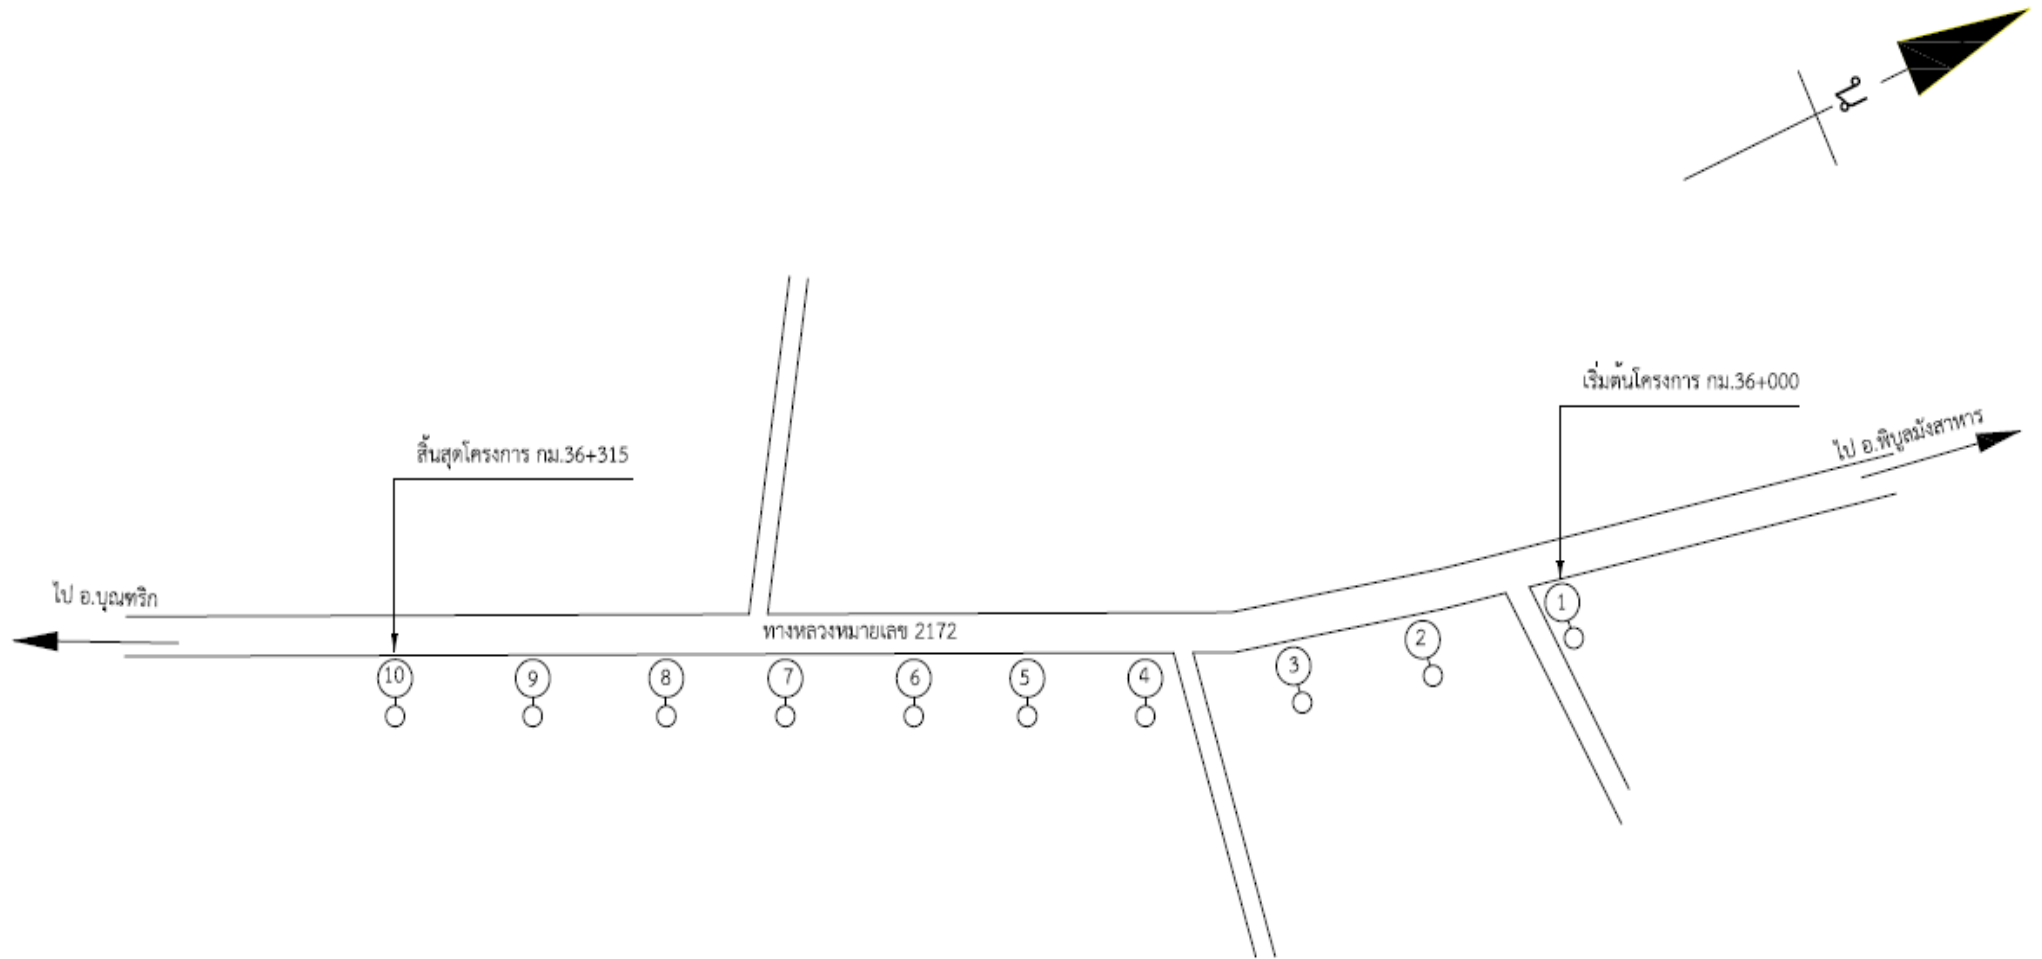 น
เริ่มต้นโครงการ กม.36+000
ไป อ.พิบูลมังสาหาร
สิ้นสุดโครงการ กม.36+315
ไป อ.บุณฑริก
ทางหลวงหมายเลข 2172
10 9 8 7 6 5 4 3 2 1